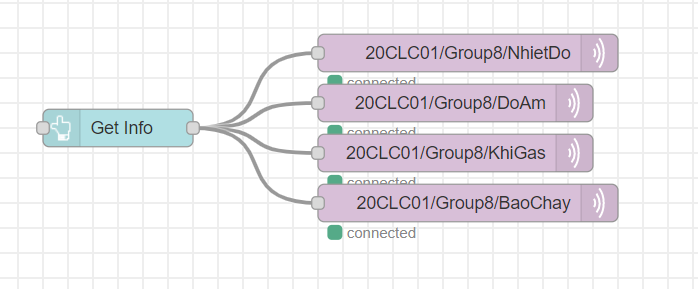 20CLC01/Group8/NhietDo
connected
20CLC01/Group8/DoAm
connected
Get Info
20CLC01/Group8/KhiGas
connected
20CLC01/Group8/BaoChay
connected